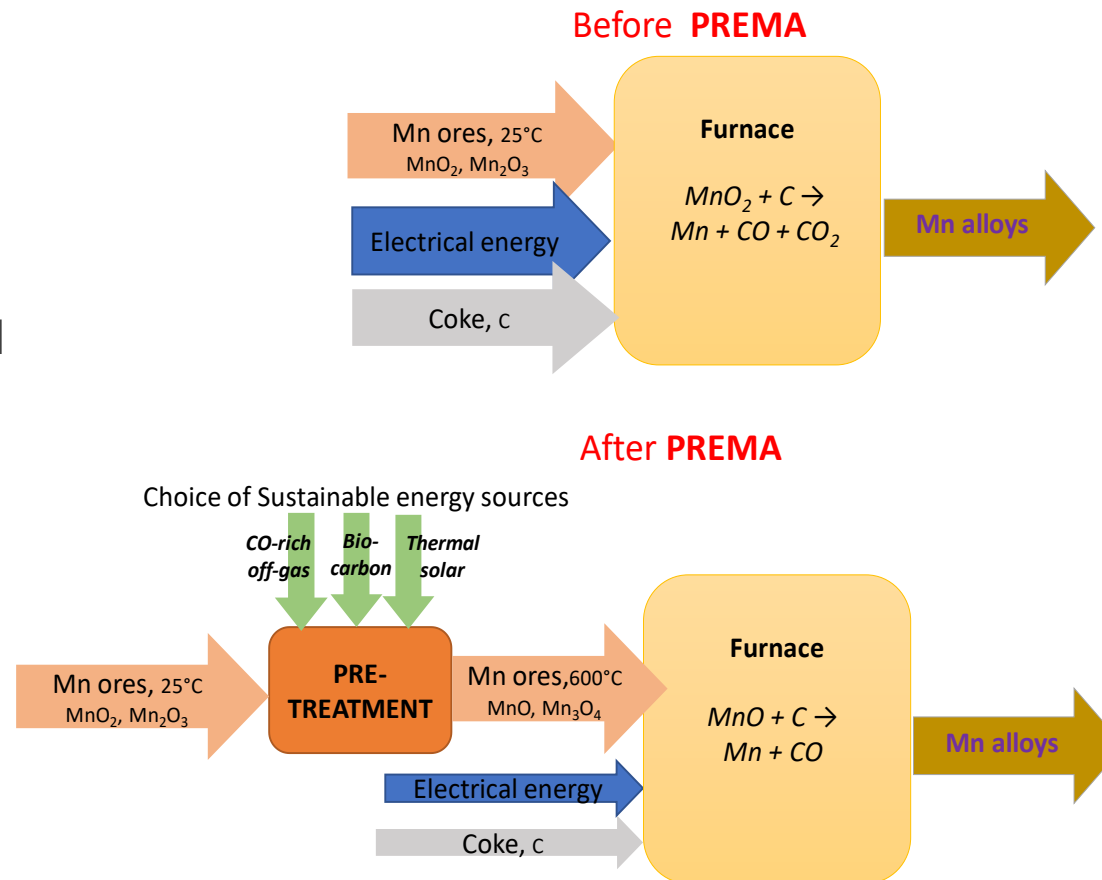 Before PREMA
Mn ores, 25°C
MnO₂, Mn₂O₃
Electrical energy
Coke, C
Furnace
MnO₂ + C →
Mn + CO + CO₂
Mn alloys
After PREMA
Choice of Sustainable energy sources
CO-rich
off-gas
Bio-
carbon
Thermal
solar
Mn ores, 25°C
MnO₂, Mn₂O₃
PRE-
TREATMENT
Mn ores,600°C
MnO, Mn₃O₄
Electrical energy
Coke, C
Furnace
MnO + C →
Mn + CO
Mn alloys